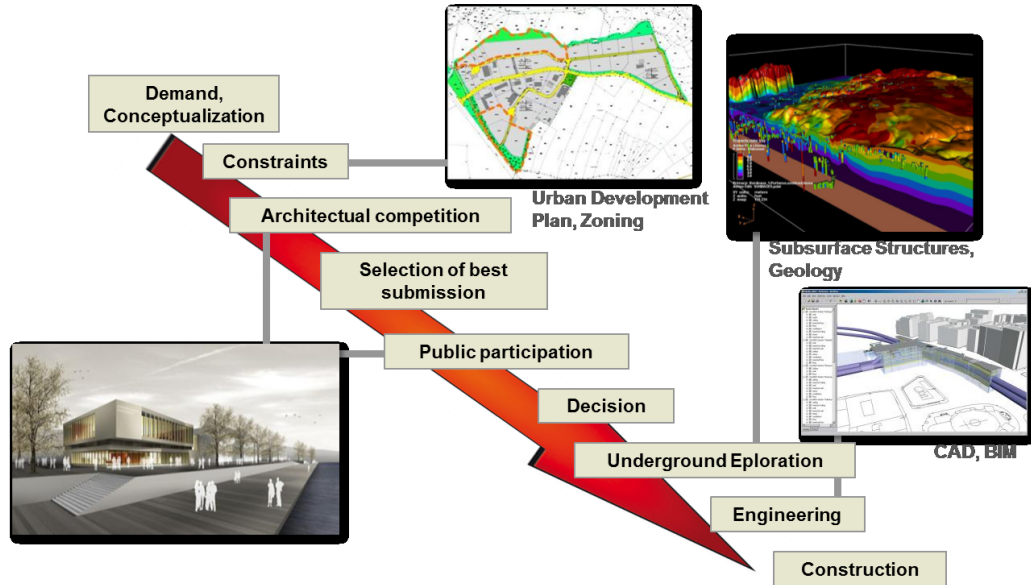 Demand,
Conceptualization
Constraints
Urban Development
Plan, Zoning
Architectual competition
Subsurface Structures,
Geology
Selection of best
submission
Public participation
Decision
CAD, BIM
Underground Eploration
Engineering
Construction